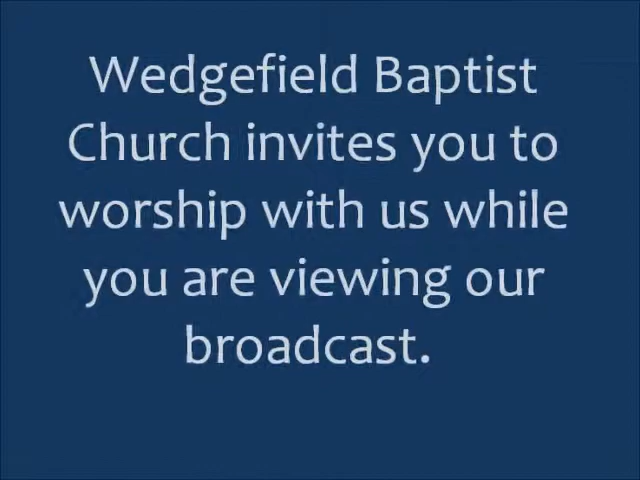 Wedgefield Baptist
Church invites you to
worship with us while
you are viewing our
broadcast.